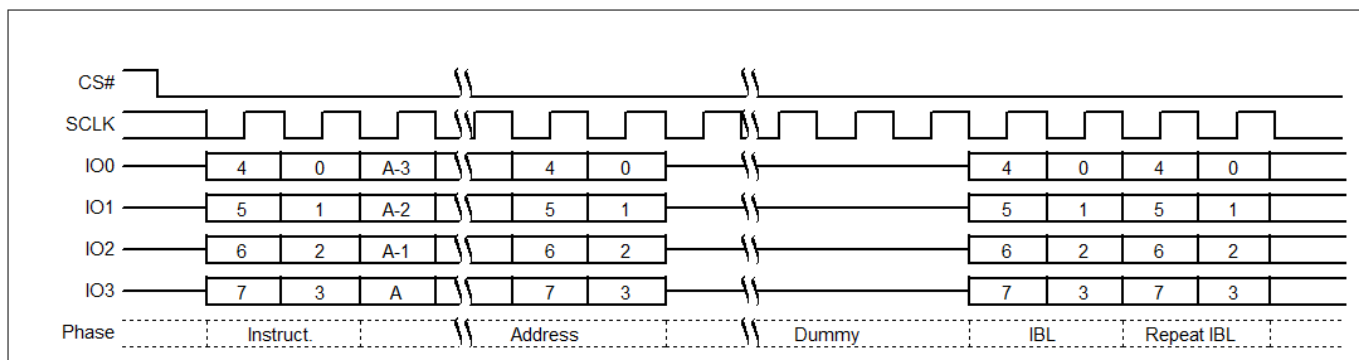 CS#
SCLK
IO0 4 0 A-3 4 0 4 0 4 0
IO1 5 1 A-2 5 1 5 1 5 1
IO2 6 2 A-1 6 2 6 2 6 2
IO3 7 3 A 7 3 7 3 7 3
Phase Instruct. Address Dummy IBL Repeat IBL